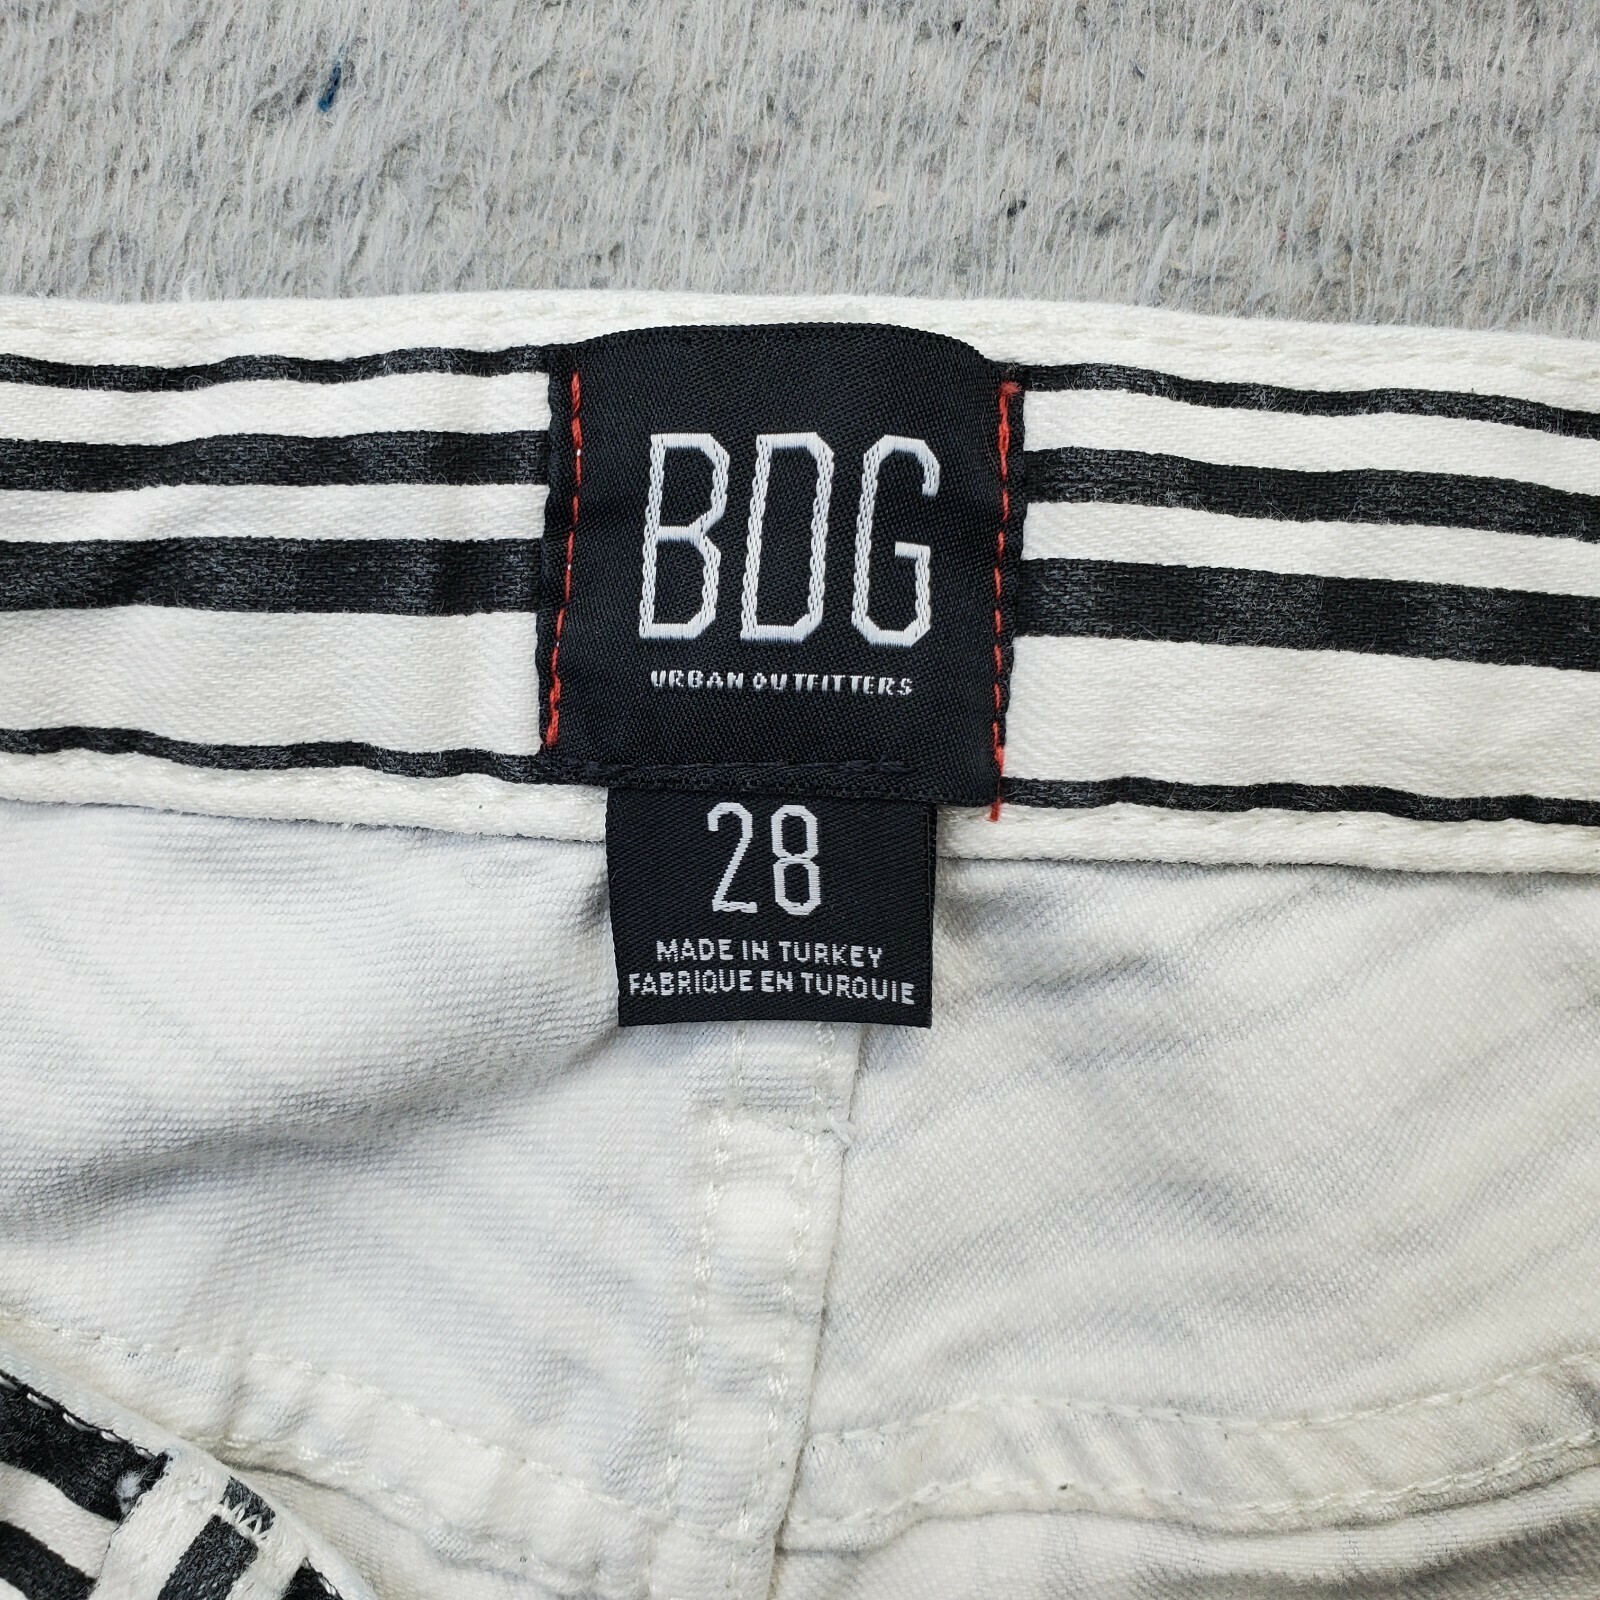 BDG
URBAN OUTFITTERS
28
MADE IN TURKEY
FABRIQUE EN TURQUIE